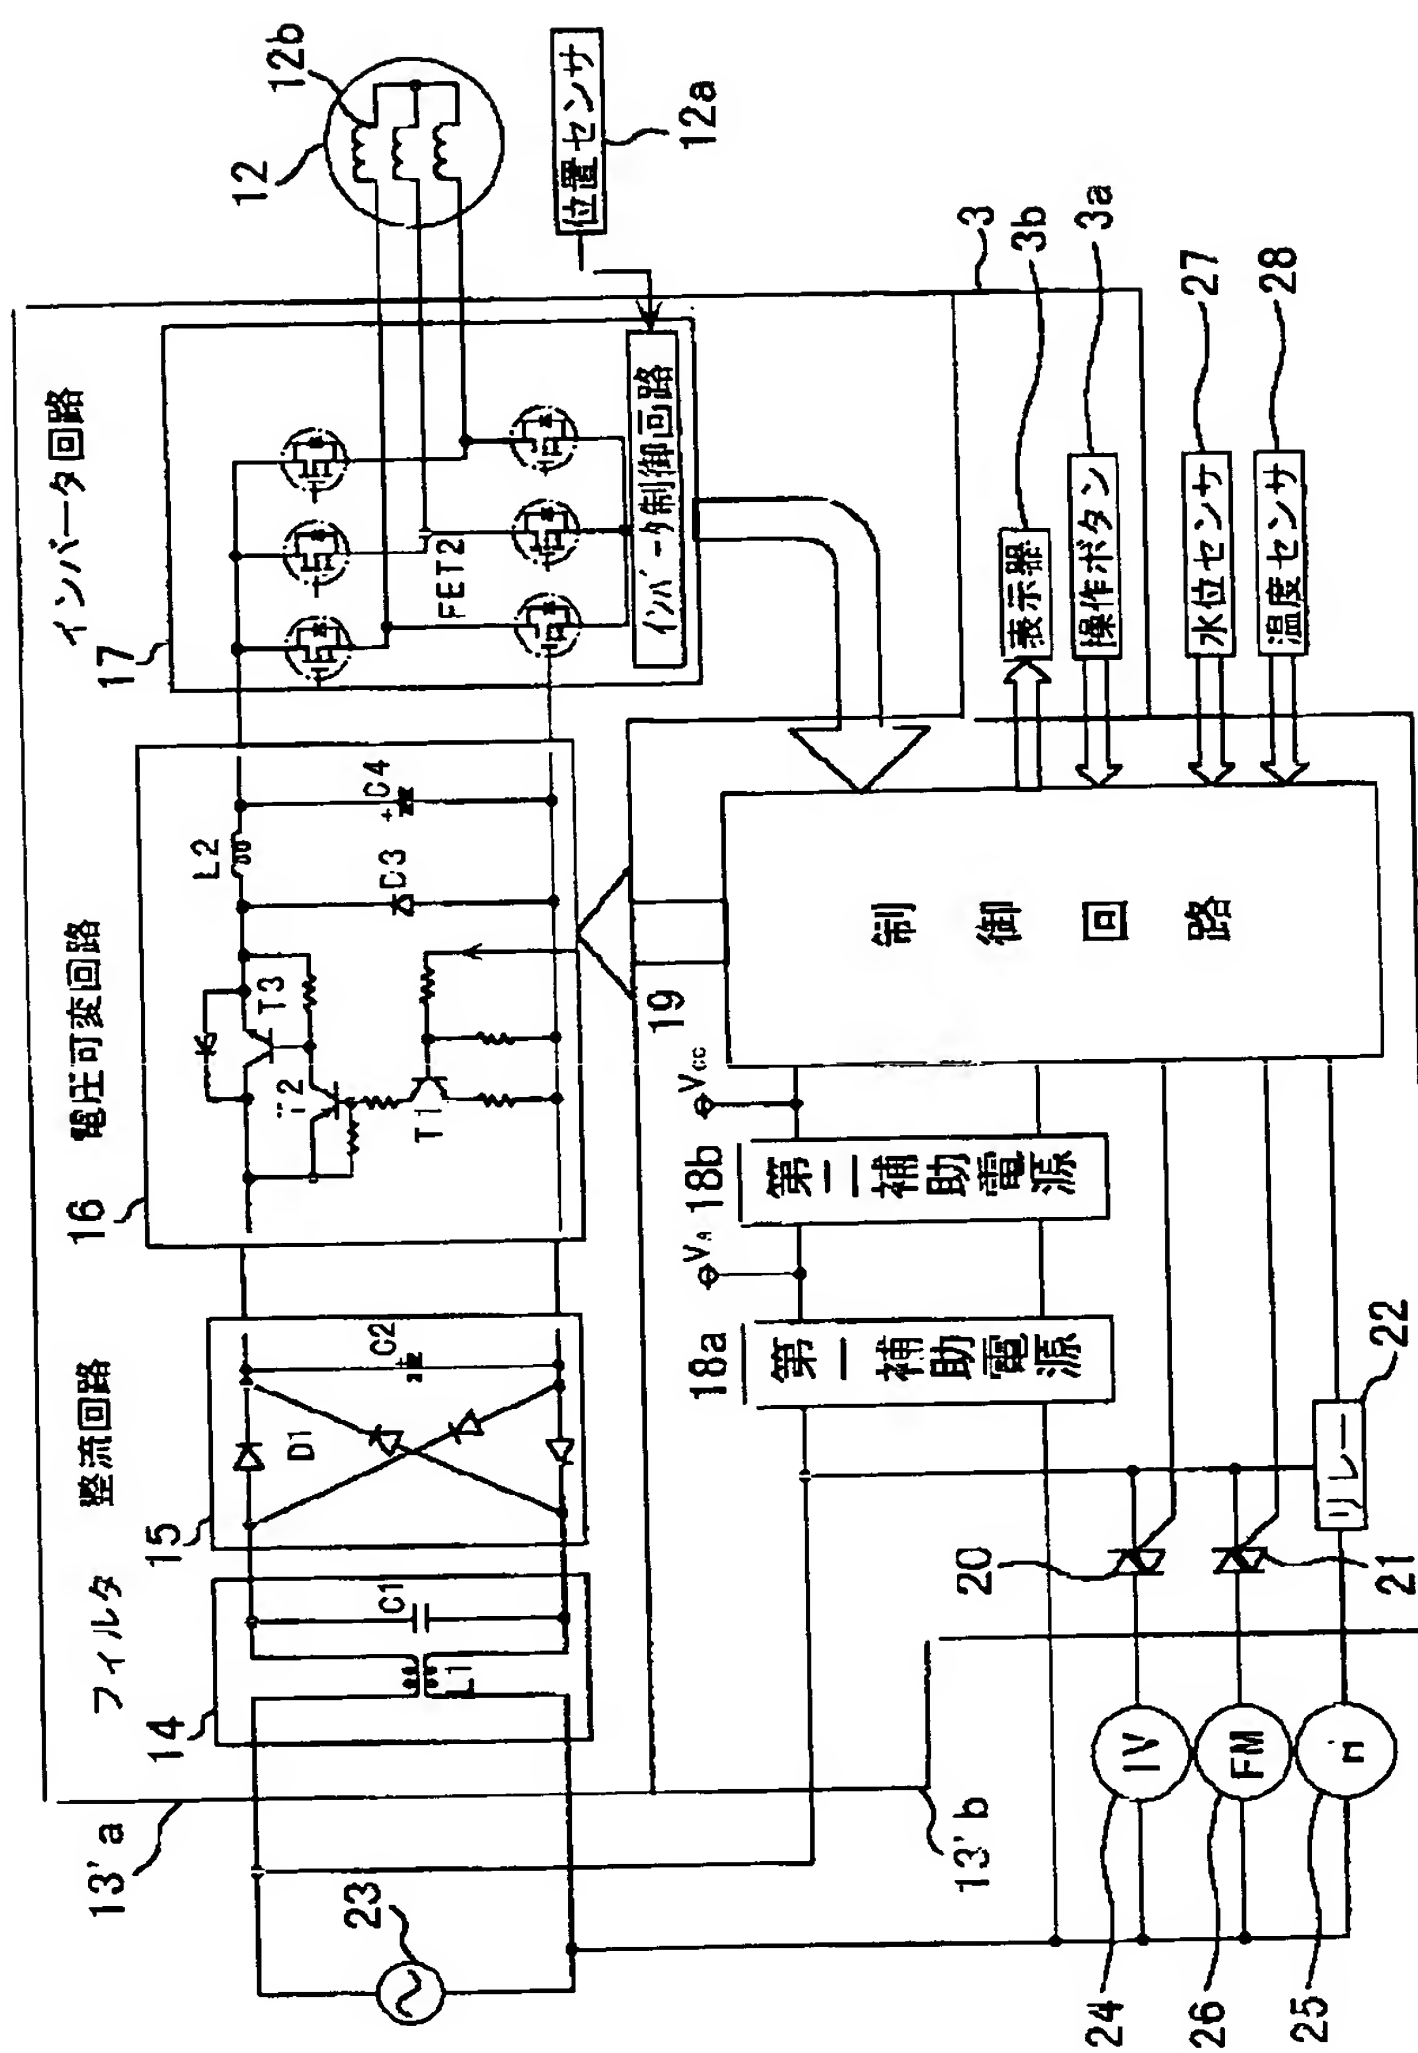 13'a
フィルタ
14
整流回路
15
16
電圧可変回路
インバータ回路
17
12
12b
L1
C1
D1
C2
T2
T1
T3
D3
L2
C4
FET2
インバータ制御回路
位置センサ
12a
23
13'b
18a
第一補助電源
VA
18b
第二補助電源
VCC
19
制御回路
3
表示器
3b
操作ボタン
3a
水位センサ
27
温度センサ
28
20
21
リレー
22
IV
24
FM
26
M
25